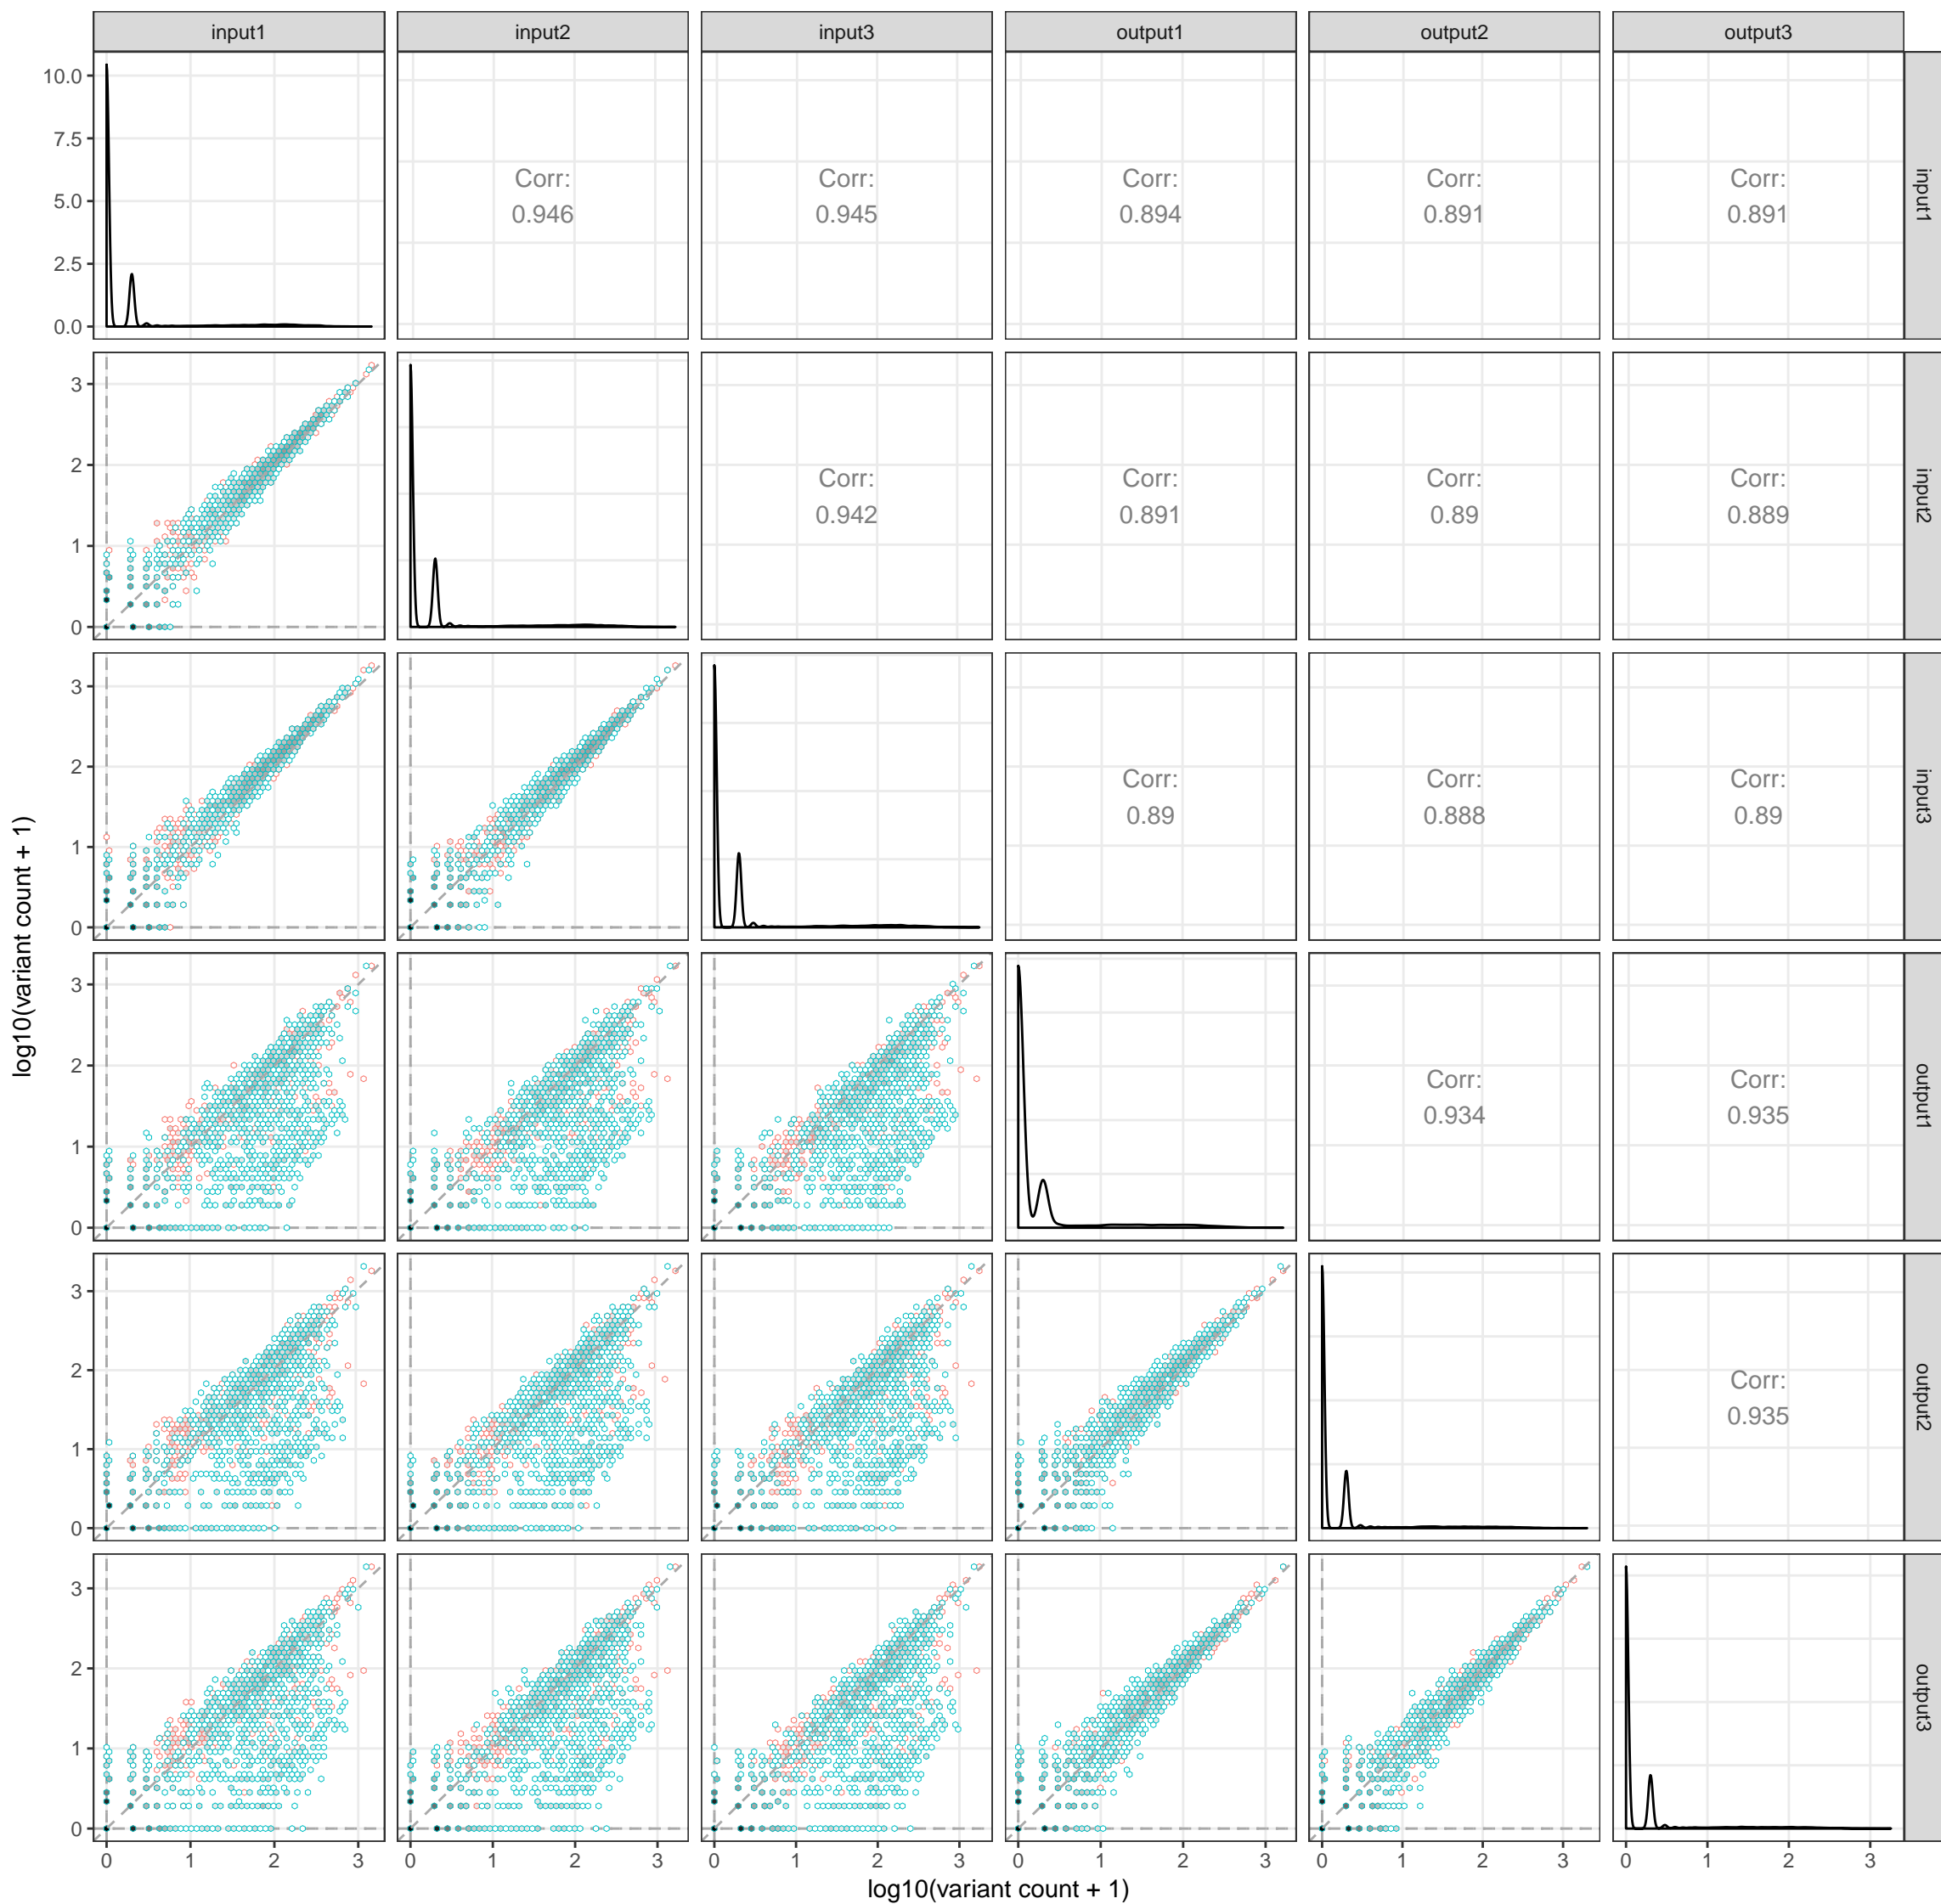 input1 input2 input3 output1 output2 output3
10.0
7.5
5.0
2.5
0.0
Corr:
0.946
Corr:
0.945
Corr:
0.894
Corr:
0.891
Corr:
0.891
input1
3
2
1
0
Corr:
0.942
Corr:
0.891
Corr:
0.89
Corr:
0.889
input2
3
2
1
0
Corr:
0.89
Corr:
0.888
Corr:
0.89
input3
log10(variant count + 1)
3
2
1
0
Corr:
0.934
Corr:
0.935
output1
3
2
1
0
Corr:
0.935
output2
3
2
1
0
output3
0 1 2 3 0 1 2 3 0 1 2 3 0 1 2 3 0 1 2 3 0 1 2 3
log10(variant count + 1)